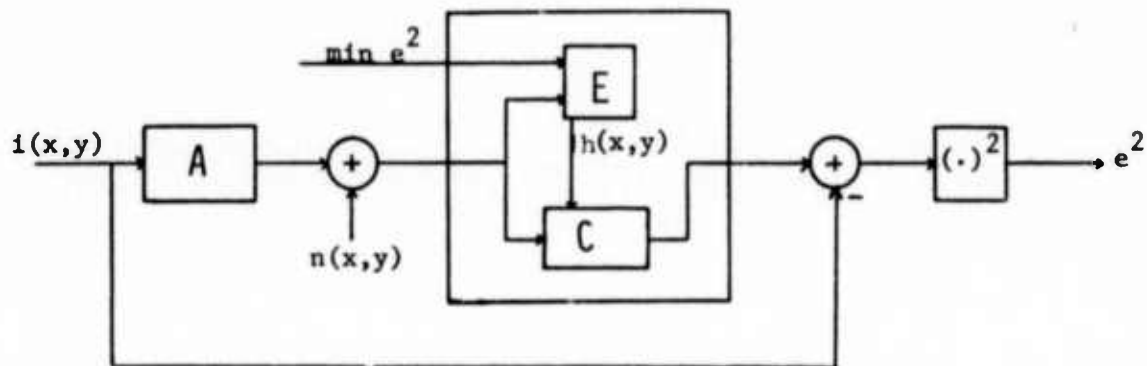 min e²
E
i(x,y)
A
+
h(x,y)
+
(·)²
e²
-
n(x,y)
C